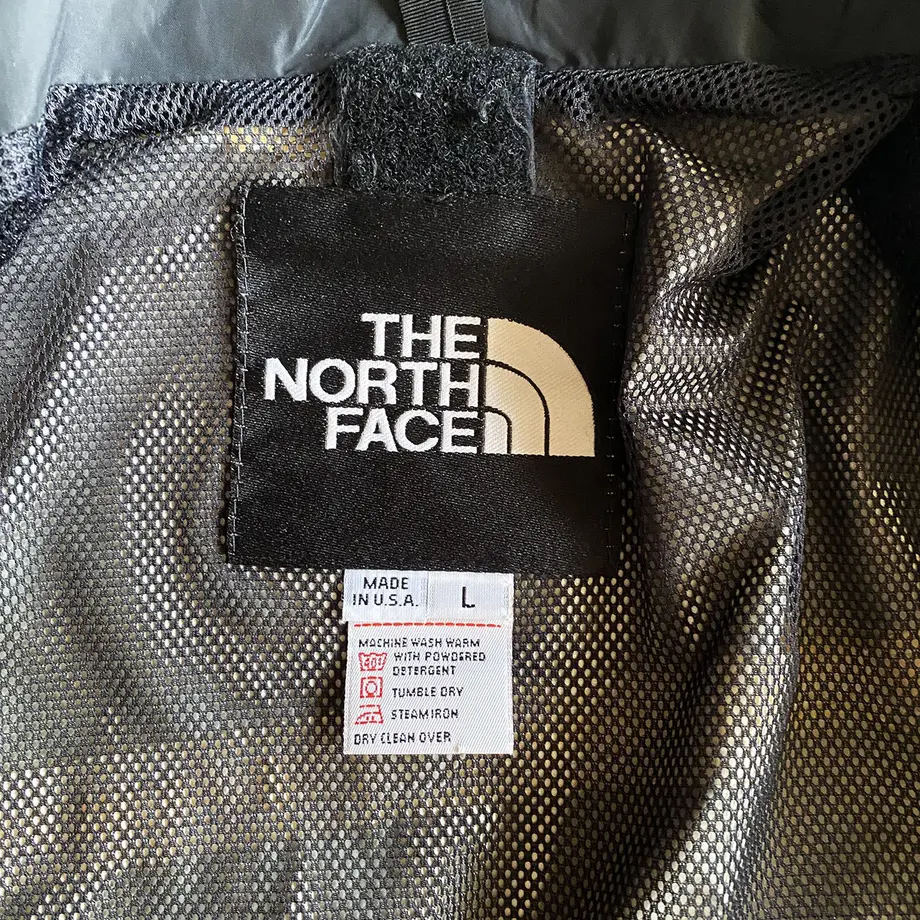 THE
NORTH
FACE
MADE
IN U.S.A.
L
MACHINE WASH WARM
WITH POWDERED
DETERGENT
TUMBLE DRY
STEAM IRON
DRY CLEAN OVER